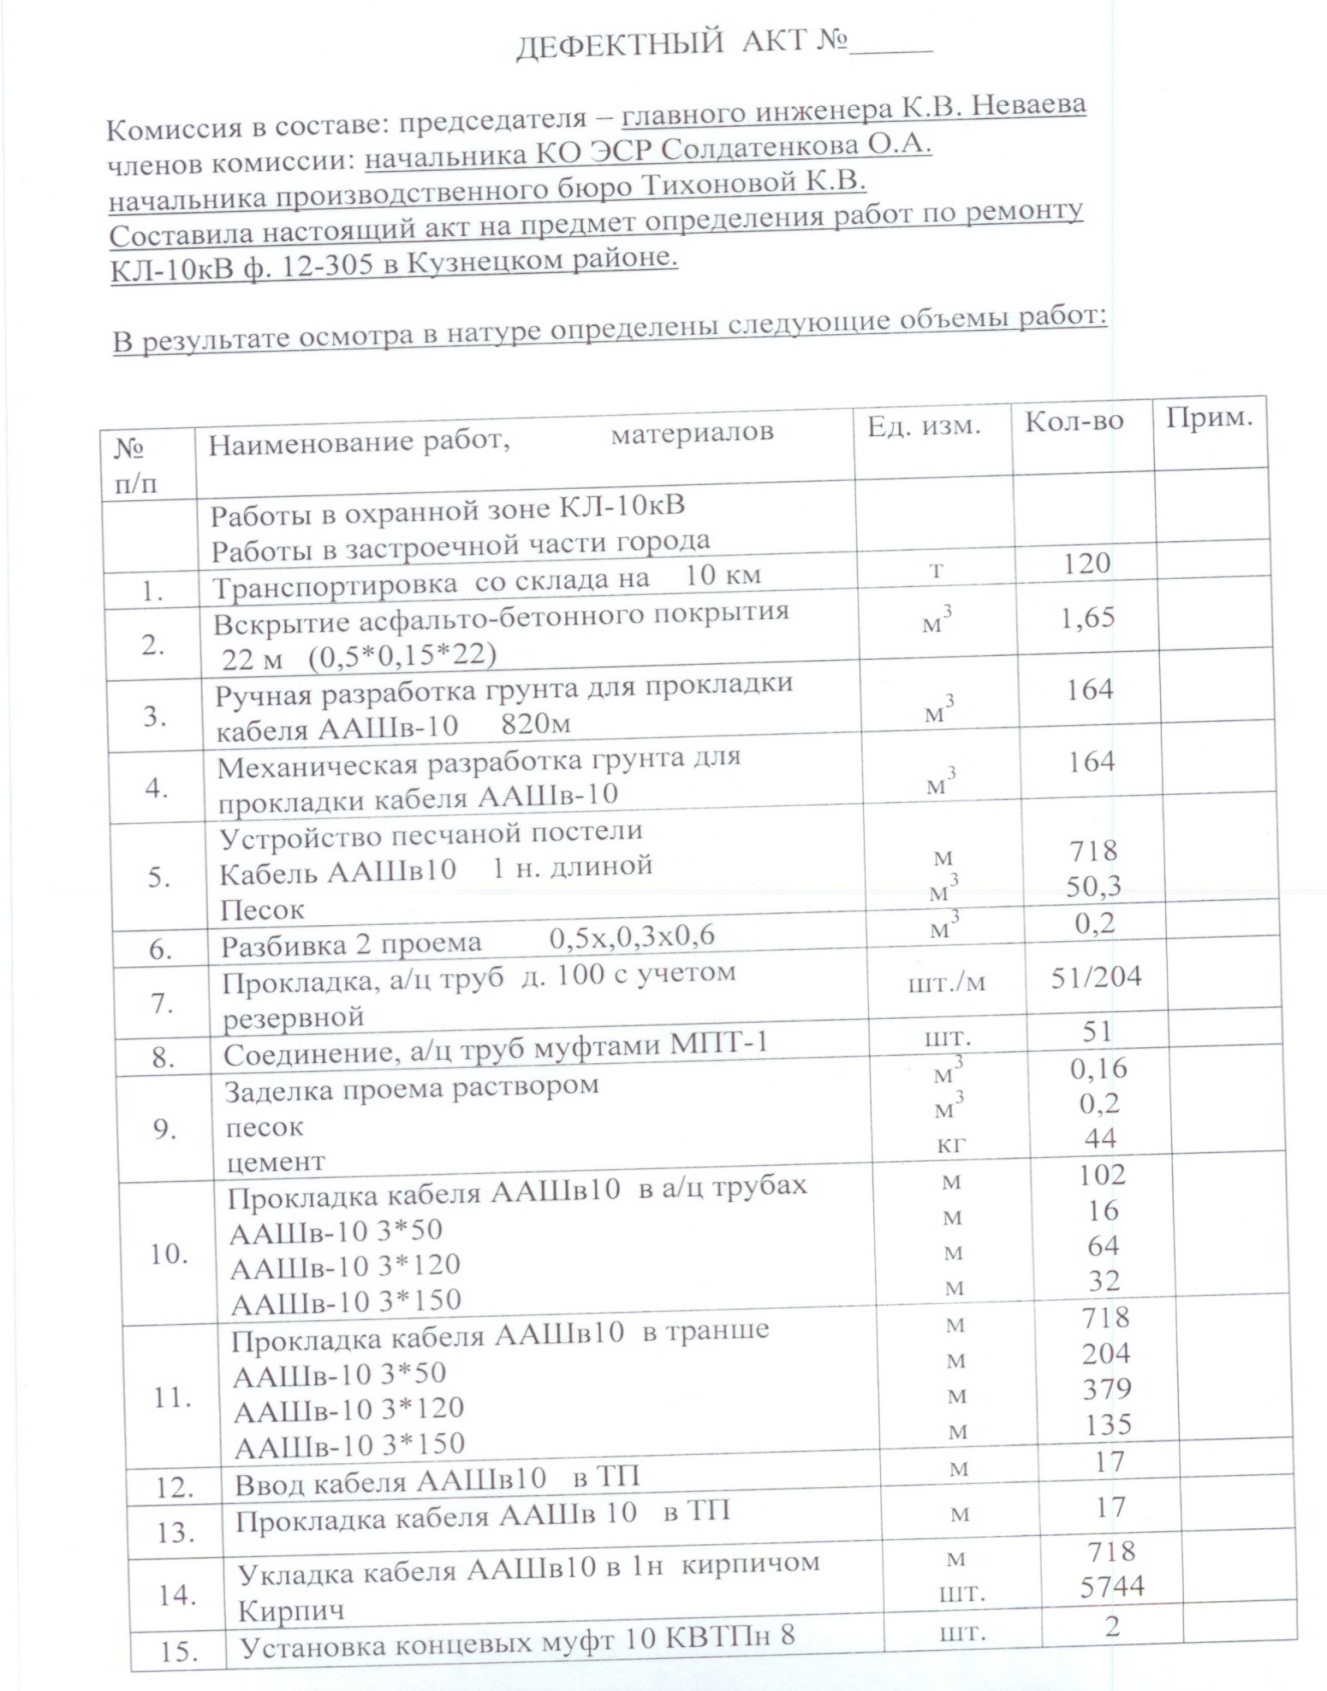 ДЕФЕКТНЫЙ АКТ №_____
Комиссия в составе: председателя – главного инженера К.В. Неваева
членов комиссии: начальника КО ЭСР Солдатенкова О.А.
начальника производственного бюро Тихоновой К.В.
Составила настоящий акт на предмет определения работ по ремонту
КЛ-10кВ ф. 12-305 в Кузнецком районе.
В результате осмотра в натуре определены следующие объемы работ:
№ п/п Наименование работ, материалов Ед. изм. Кол-во Прим.
Работы в охранной зоне КЛ-10кВ
Работы в застроечной части города
1. Транспортировка со склада на 10 км т 120
2. Вскрытие асфальто-бетонного покрытия м³ 1,65
22 м (0,5*0,15*22)
3. Ручная разработка грунта для прокладки
кабеля ААШв-10 820м м³ 164
4. Механическая разработка грунта для
прокладки кабеля ААШв-10 м³ 164
5. Устройство песчаной постели
Кабель ААШв10 1 н. длиной м 718
Песок м³ 50,3
6. Разбивка 2 проема 0,5х,0,3х0,6 м³ 0,2
7. Прокладка, а/ц труб д. 100 с учетом
резервной шт./м 51/204
8. Соединение, а/ц труб муфтами МПТ-1 шт. 51
9. Заделка проема раствором м³ 0,16
песок м³ 0,2
цемент кг 44
10. Прокладка кабеля ААШв10 в а/ц трубах м 102
ААШв-10 3*50 м 16
ААШв-10 3*120 м 64
ААШв-10 3*150 м 32
11. Прокладка кабеля ААШв10 в транше м 718
ААШв-10 3*50 м 204
ААШв-10 3*120 м 379
ААШв-10 3*150 м 135
12. Ввод кабеля ААШв10 в ТП м 17
13. Прокладка кабеля ААШв 10 в ТП м 17
14. Укладка кабеля ААШв10 в 1н кирпичом м 718
Кирпич шт. 5744
15. Установка концевых муфт 10 КВТПн 8 шт. 2